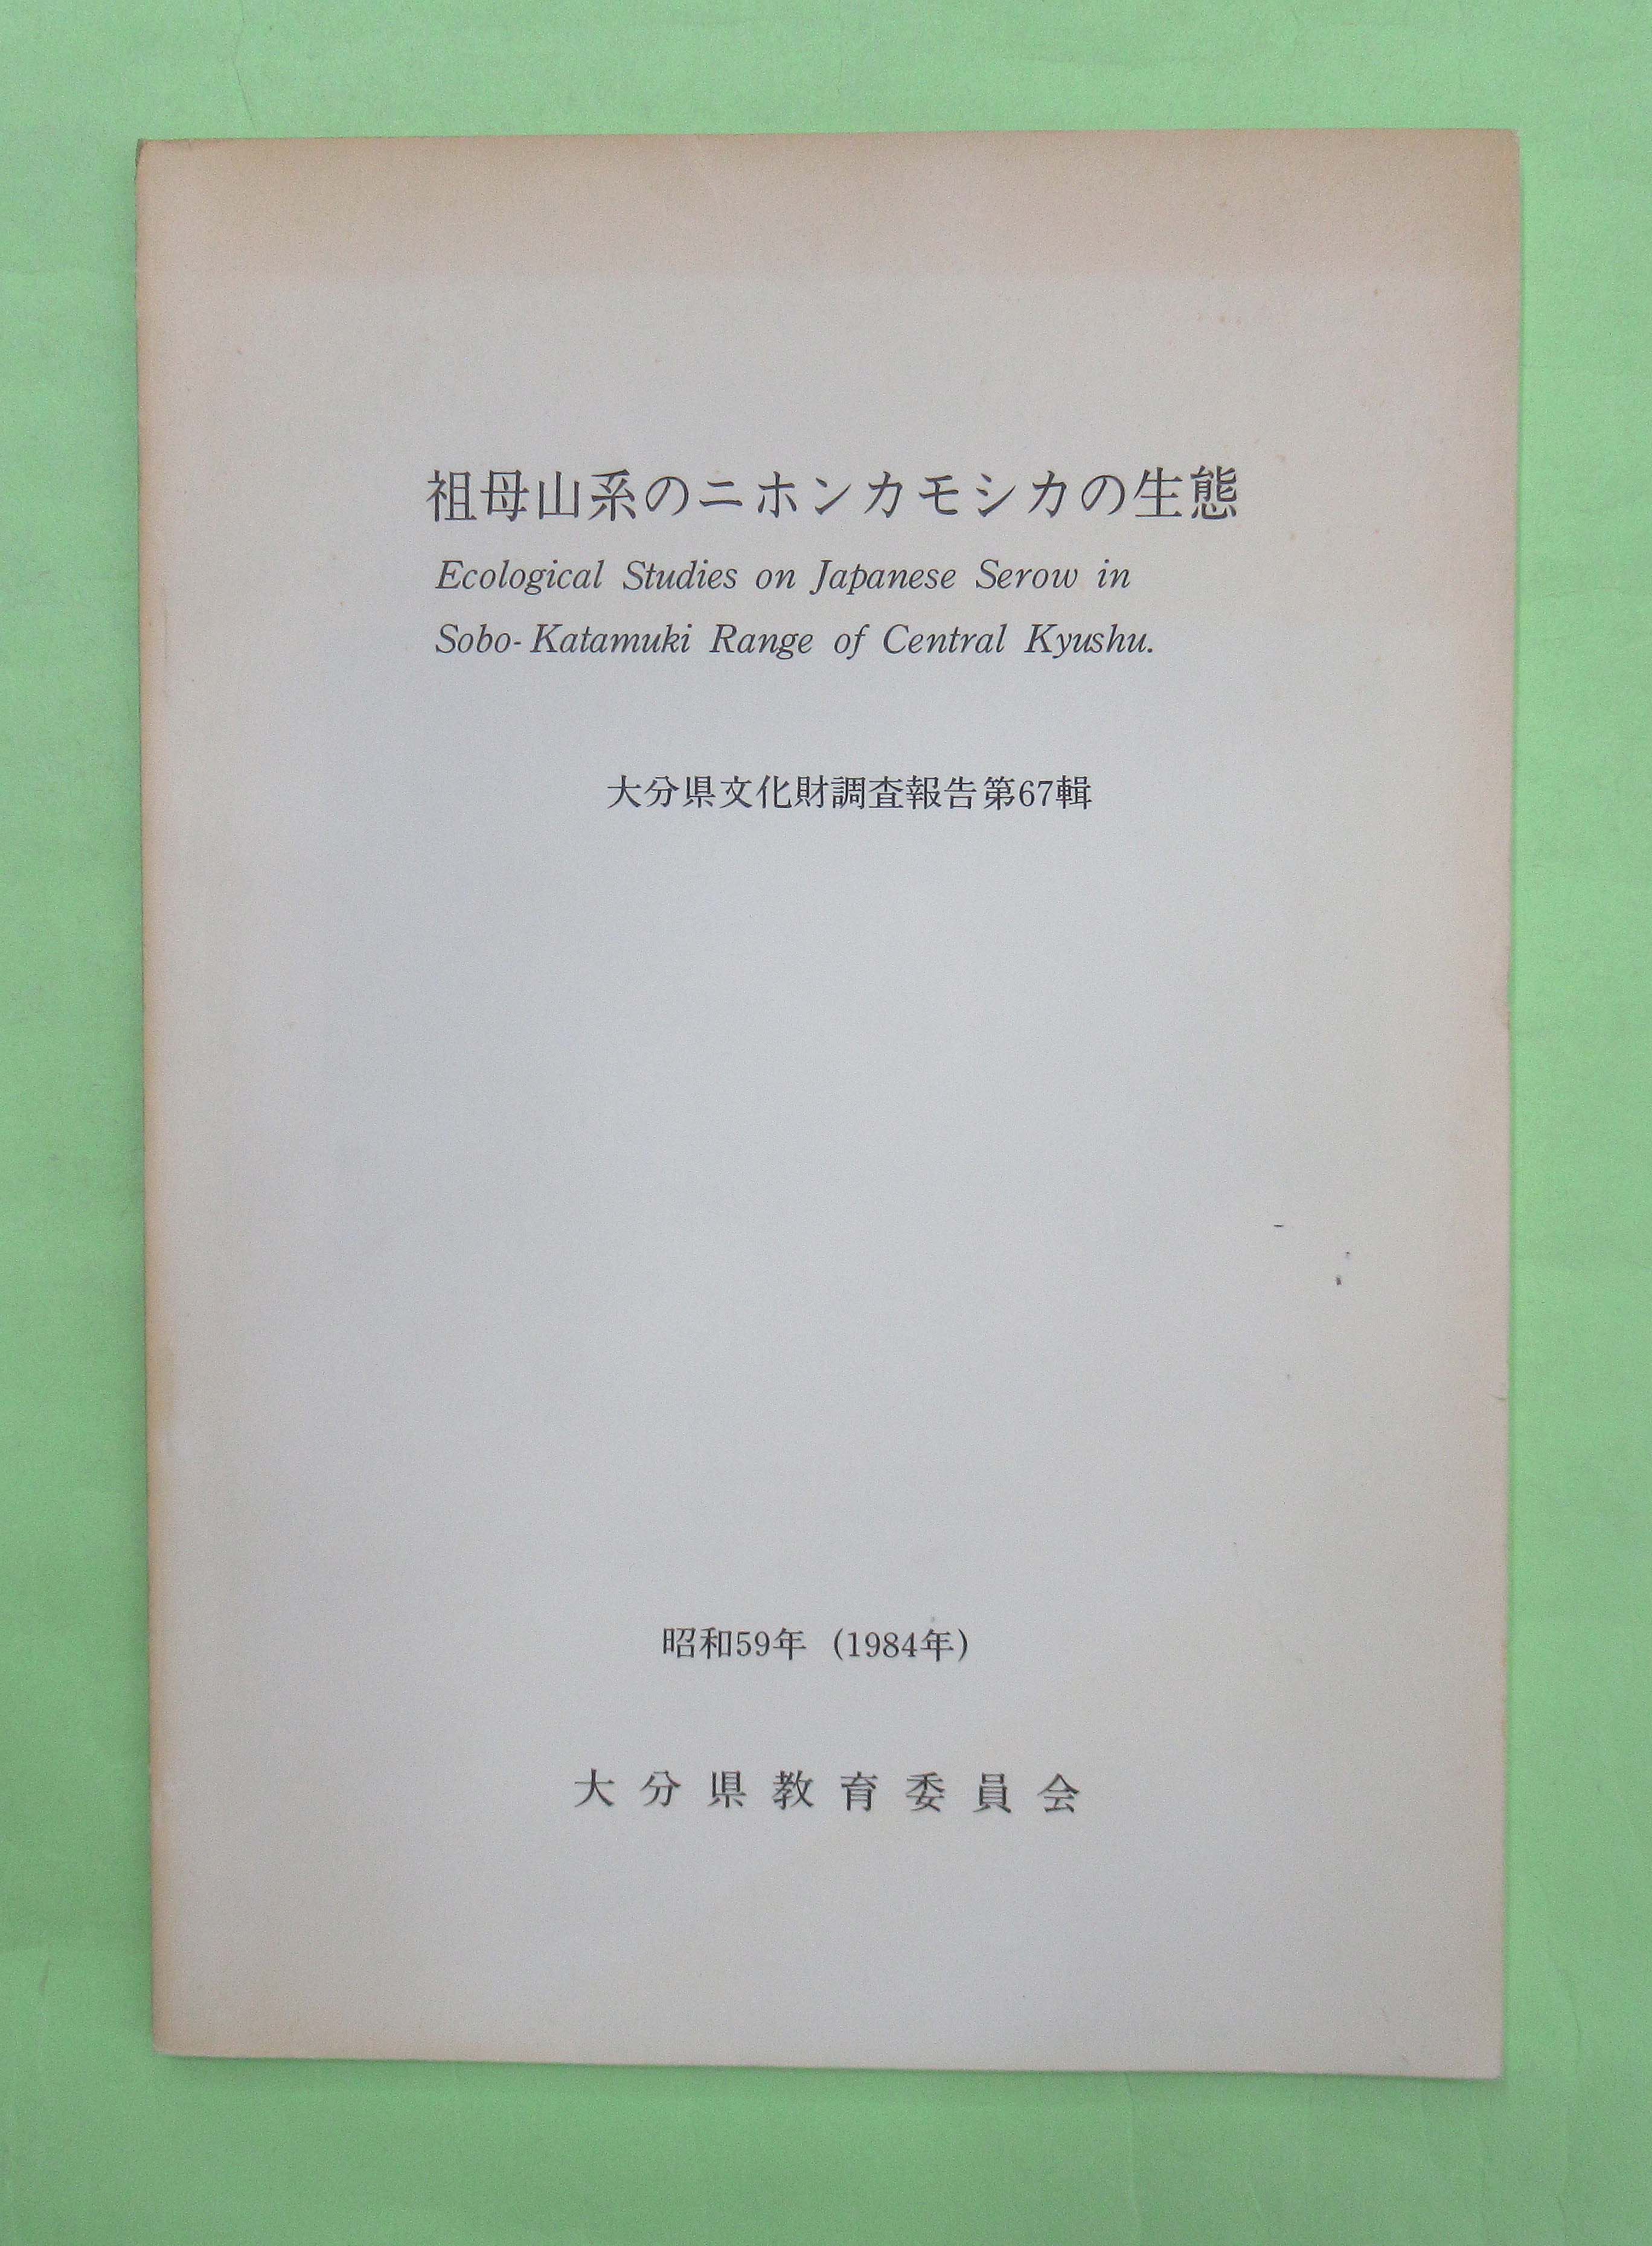 祖母山系のニホンカモシカの生態
Ecological Studies on Japanese Serow in
Sobo-Katamuki Range of Central Kyushu.
大分県文化財調査報告第67輯
昭和59年 (1984年)
大分県教育委員会